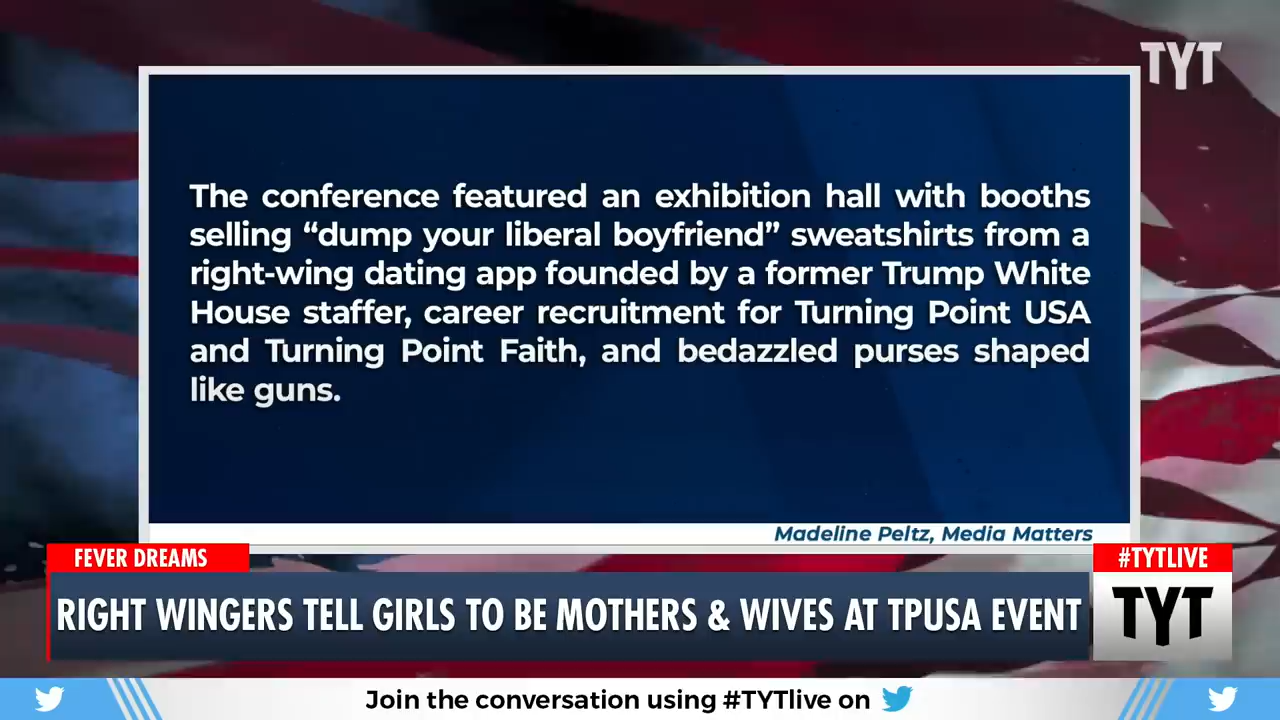 TYT
The conference featured an exhibition hall with booths
selling “dump your liberal boyfriend” sweatshirts from a
right-wing dating app founded by a former Trump White
House staffer, career recruitment for Turning Point USA
and Turning Point Faith, and bedazzled purses shaped
like guns.
Madeline Peltz, Media Matters
FEVER DREAMS
#TYTLIVE
RIGHT WINGERS TELL GIRLS TO BE MOTHERS & WIVES AT TPUSA EVENT
TYT
Join the conversation using #TYTlive on